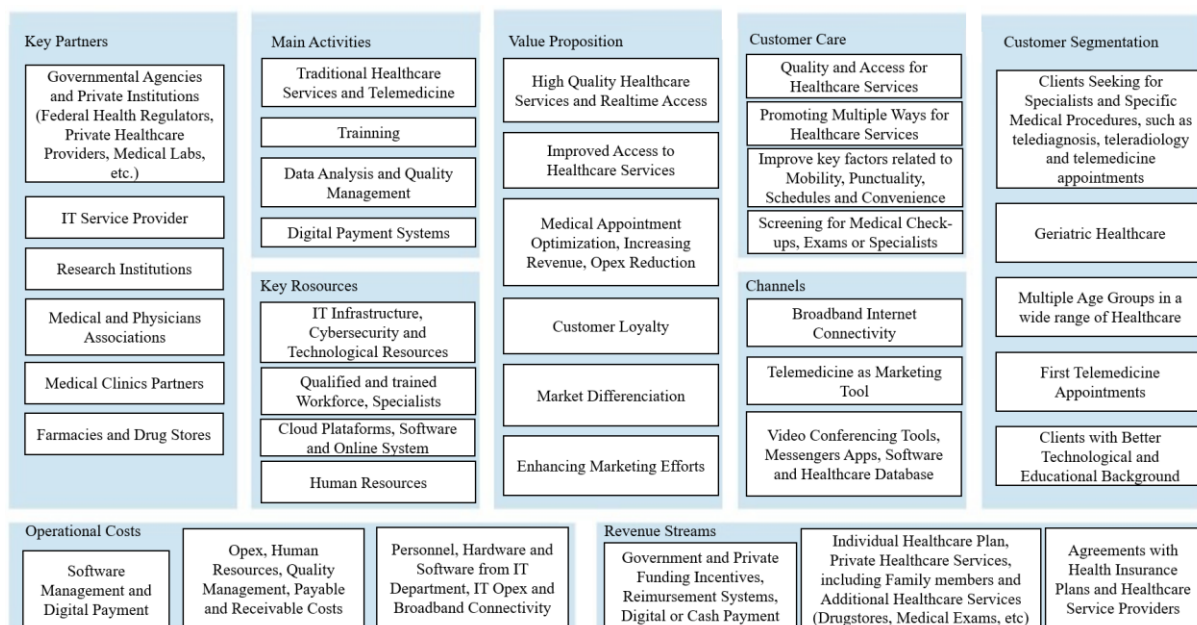 Key Partners
Governmental Agencies
and Private Institutions
(Federal Health Regulators,
Private Healthcare
Providers, Medical Labs,
etc.)
IT Service Provider
Research Institutions
Medical and Physicians
Associations
Medical Clinics Partners
Farmacies and Drug Stores
Main Activities
Traditional Healthcare
Services and Telemedicine
Trainning
Data Analysis and Quality
Management
Digital Payment Systems
Key Rosources
IT Infrastructure,
Cybersecurity and
Technological Resources
Qualified and trained
Workforce, Specialists
Cloud Plataforms, Software
and Online System
Human Resources
Value Proposition
High Quality Healthcare
Services and Realtime Access
Improved Access to
Healthcare Services
Medical Appointment
Optimization, Increasing
Revenue, Opex Reduction
Customer Loyalty
Market Differenciation
Enhancing Marketing Efforts
Customer Care
Quality and Access for
Healthcare Services
Promoting Multiple Ways for
Healthcare Services
Improve key factors related to
Mobility, Punctuality,
Schedules and Convenience
Screening for Medical Check-
ups, Exams or Specialists
Channels
Broadband Internet
Connectivity
Telemedicine as Marketing
Tool
Video Conferencing Tools,
Messengers Apps, Software
and Healthcare Database
Customer Segmentation
Clients Seeking for
Specialists and Specific
Medical Procedures, such as
telediagnosis, teleradiology
and telemedicine
appointments
Geriatric Healthcare
Multiple Age Groups in a
wide range of Healthcare
First Telemedicine
Appointments
Clients with Better
Technological and
Educational Background
Operational Costs
Software
Management and
Digital Payment
Opex, Human
Resources, Quality
Management, Payable
and Receivable Costs
Personnel, Hardware and
Software from IT
Department, IT Opex and
Broadband Connectivity
Revenue Streams
Government and Private
Funding Incentives,
Reimursement Systems,
Digital or Cash Payment
Individual Healthcare Plan,
Private Healthcare Services,
including Family members and
Additional Healthcare Services
(Drugstores, Medical Exams, etc)
Agreements with
Health Insurance
Plans and Healthcare
Service Providers